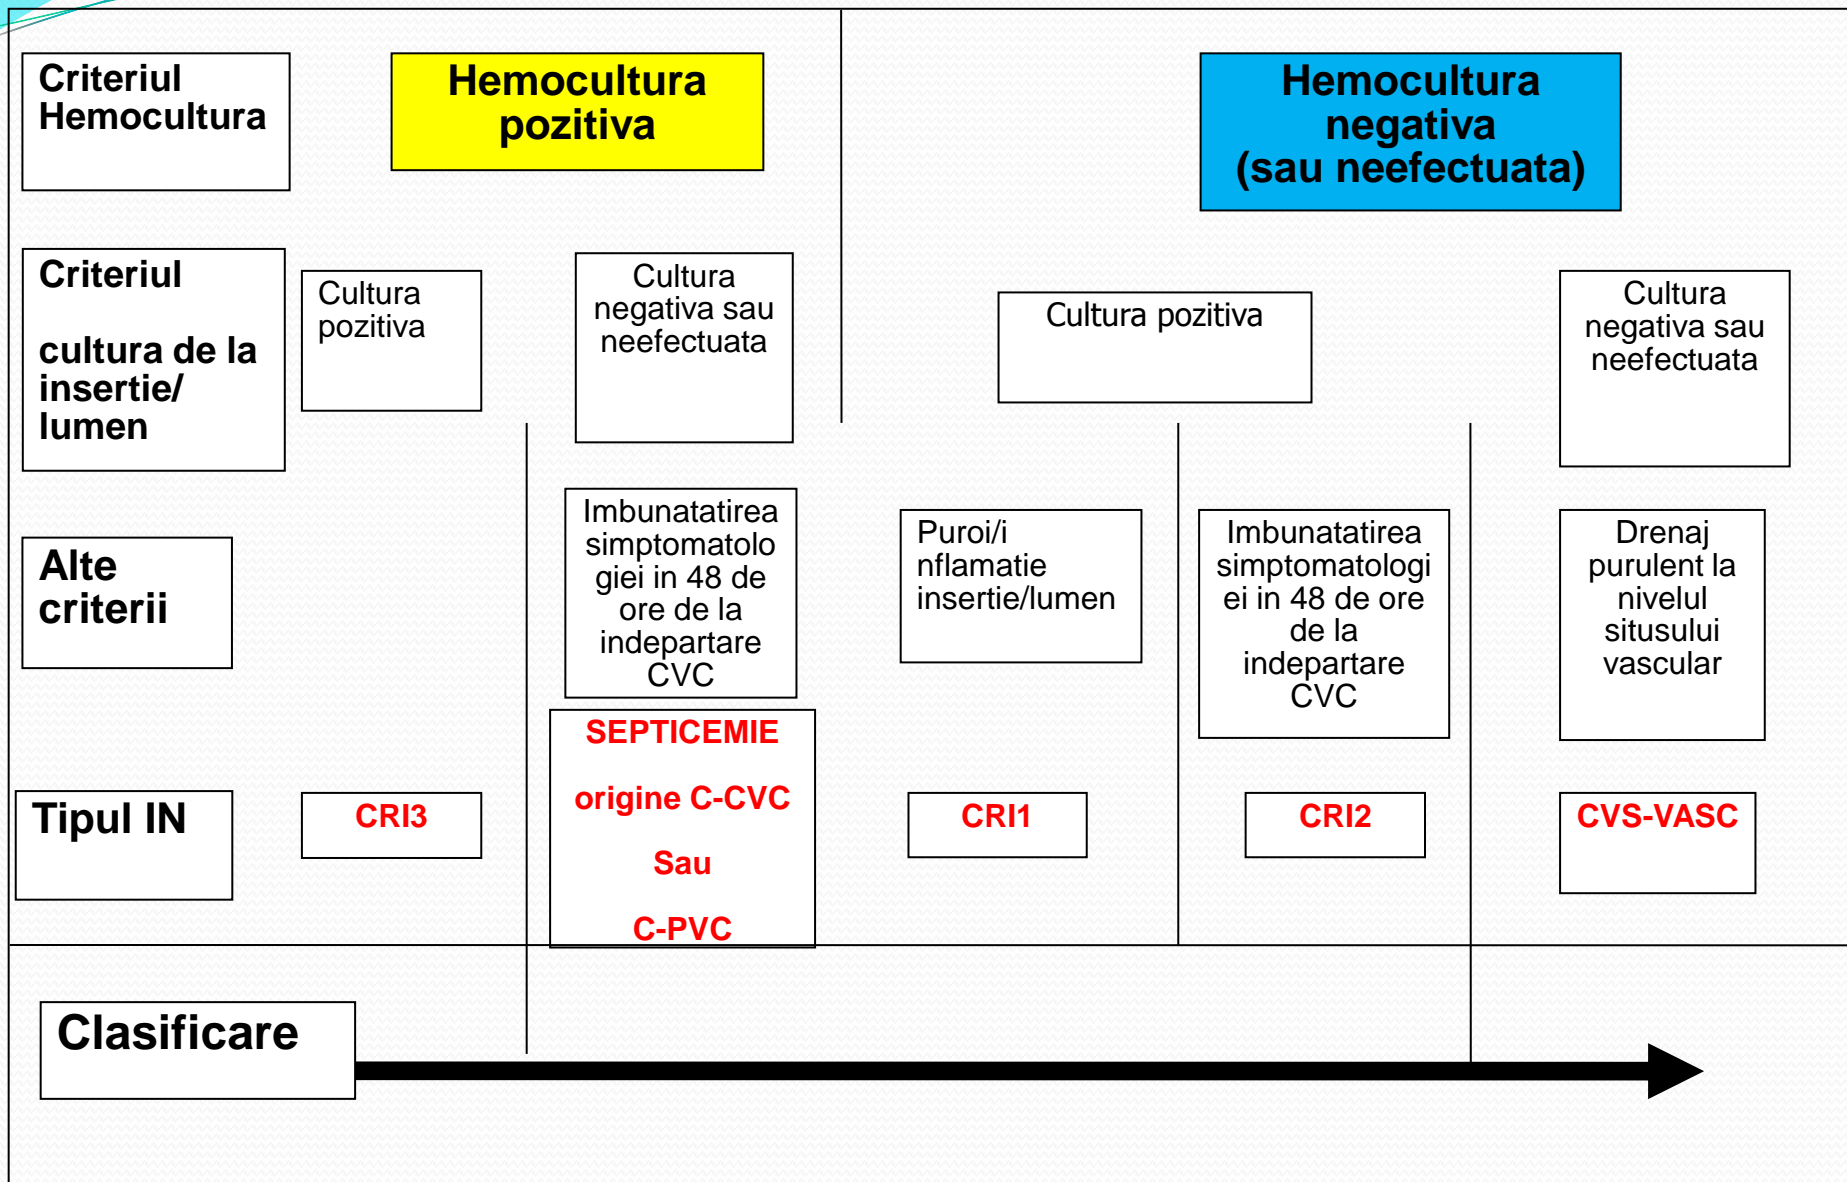 Criteriul
Hemocultura
Hemocultura
pozitiva
Hemocultura
negativa
(sau neefectuata)
Criteriul
cultura de la
insertie/
lumen
Cultura
pozitiva
Cultura
negativa sau
neefectuata
Cultura pozitiva
Cultura
negativa sau
neefectuata
Alte
criterii
Imbunatatirea
simptomatolo
giei in 48 de
ore de la
indepartare
CVC
Puroi/i
nflamatie
insertie/lumen
Imbunatatirea
simptomatologi
ei in 48 de ore
de la
indepartare
CVC
Drenaj
purulent la
nivelul
situsului
vascular
Tipul IN
CRI3
SEPTICEMIE
origine C-CVC
Sau
C-PVC
CRI1
CRI2
CVS-VASC
Clasificare